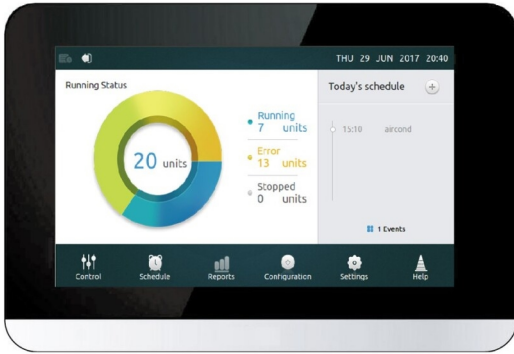 THU 29 JUN 2017 20:40
Running Status
20 units
Running
7 units
Error
13 units
Stopped
0 units
Today's schedule
15:10 aircond
1 Events
Control
Schedule
Reports
Configuration
Settings
Help